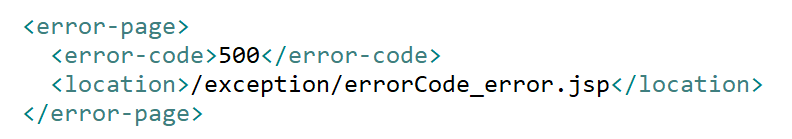 <error-page>
  <error-code>500</error-code>
  <location>/exception/errorCode_error.jsp</location>
</error-page>